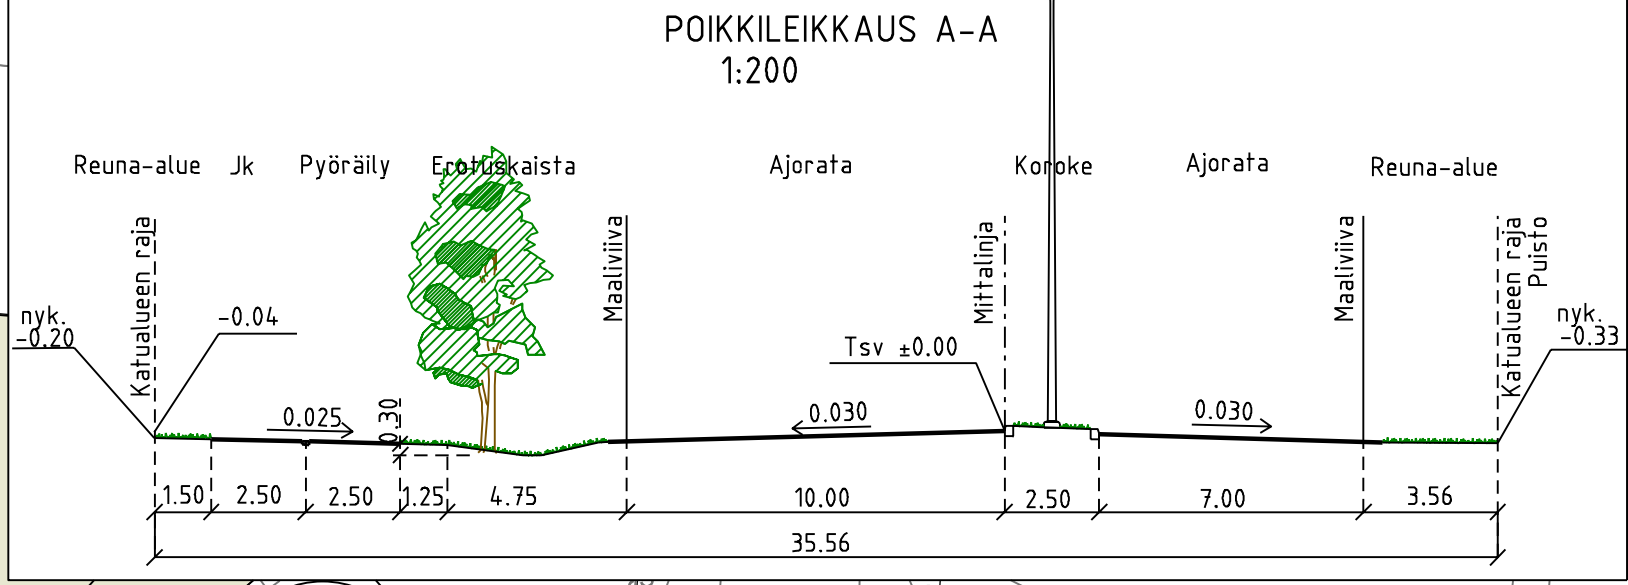 POIKKILEIKKAUS A-A
1:200
Reuna-alue Jk Pyöräily Erotuskaista Ajorata Koroke Ajorata Reuna-alue
Katualueen raja
Maaliviiva
Mittalinja
Maaliviiva
Katualueen raja
Puisto
nyk.
-0.20
-0.04
Tsv ±0.00
nyk.
-0.33
0.025
0.30
0.030
0.030
1.50 2.50 2.50 1.25 4.75 10.00 2.50 7.00 3.56
35.56